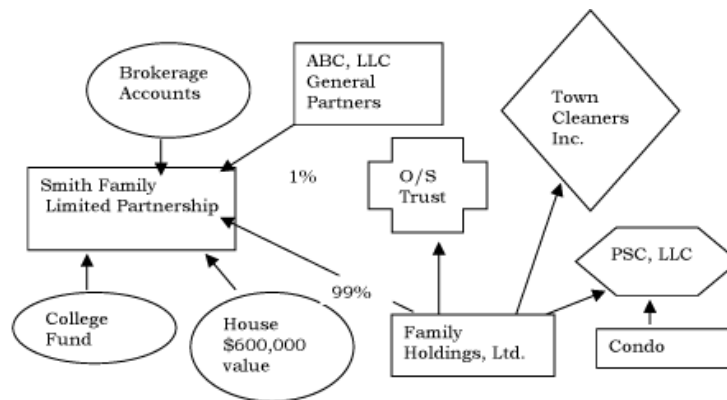 Brokerage
Accounts
ABC, LLC
General
Partners
Town
Cleaners
Inc.
1%
O/S
Trust
Smith Family
Limited Partnership
PSC, LLC
99%
College
Fund
House
$600,000
value
Family
Holdings, Ltd.
Condo